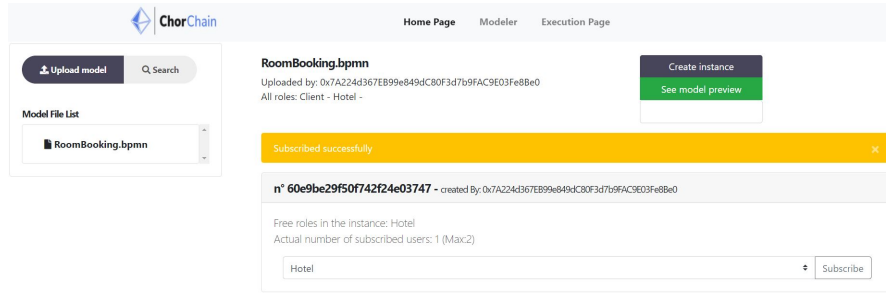 ChorChain
Home Page Modeler Execution Page
Upload model Search
Model File List
RoomBooking.bpmn
RoomBooking.bpmn
Uploaded by: 0x7A224d367EB99e849dC80F3d7b9FAC9E03Fe8Be0
All roles: Client - Hotel -
Create instance
See model preview
Subscribed successfully ×
n° 60e9be29f50f742f24e03747 - created By: 0x7A224d367EB99e849dC80F3d7b9FAC9E03Fe8Be0
Free roles in the instance: Hotel
Actual number of subscribed users: 1 (Max:2)
Hotel Subscribe